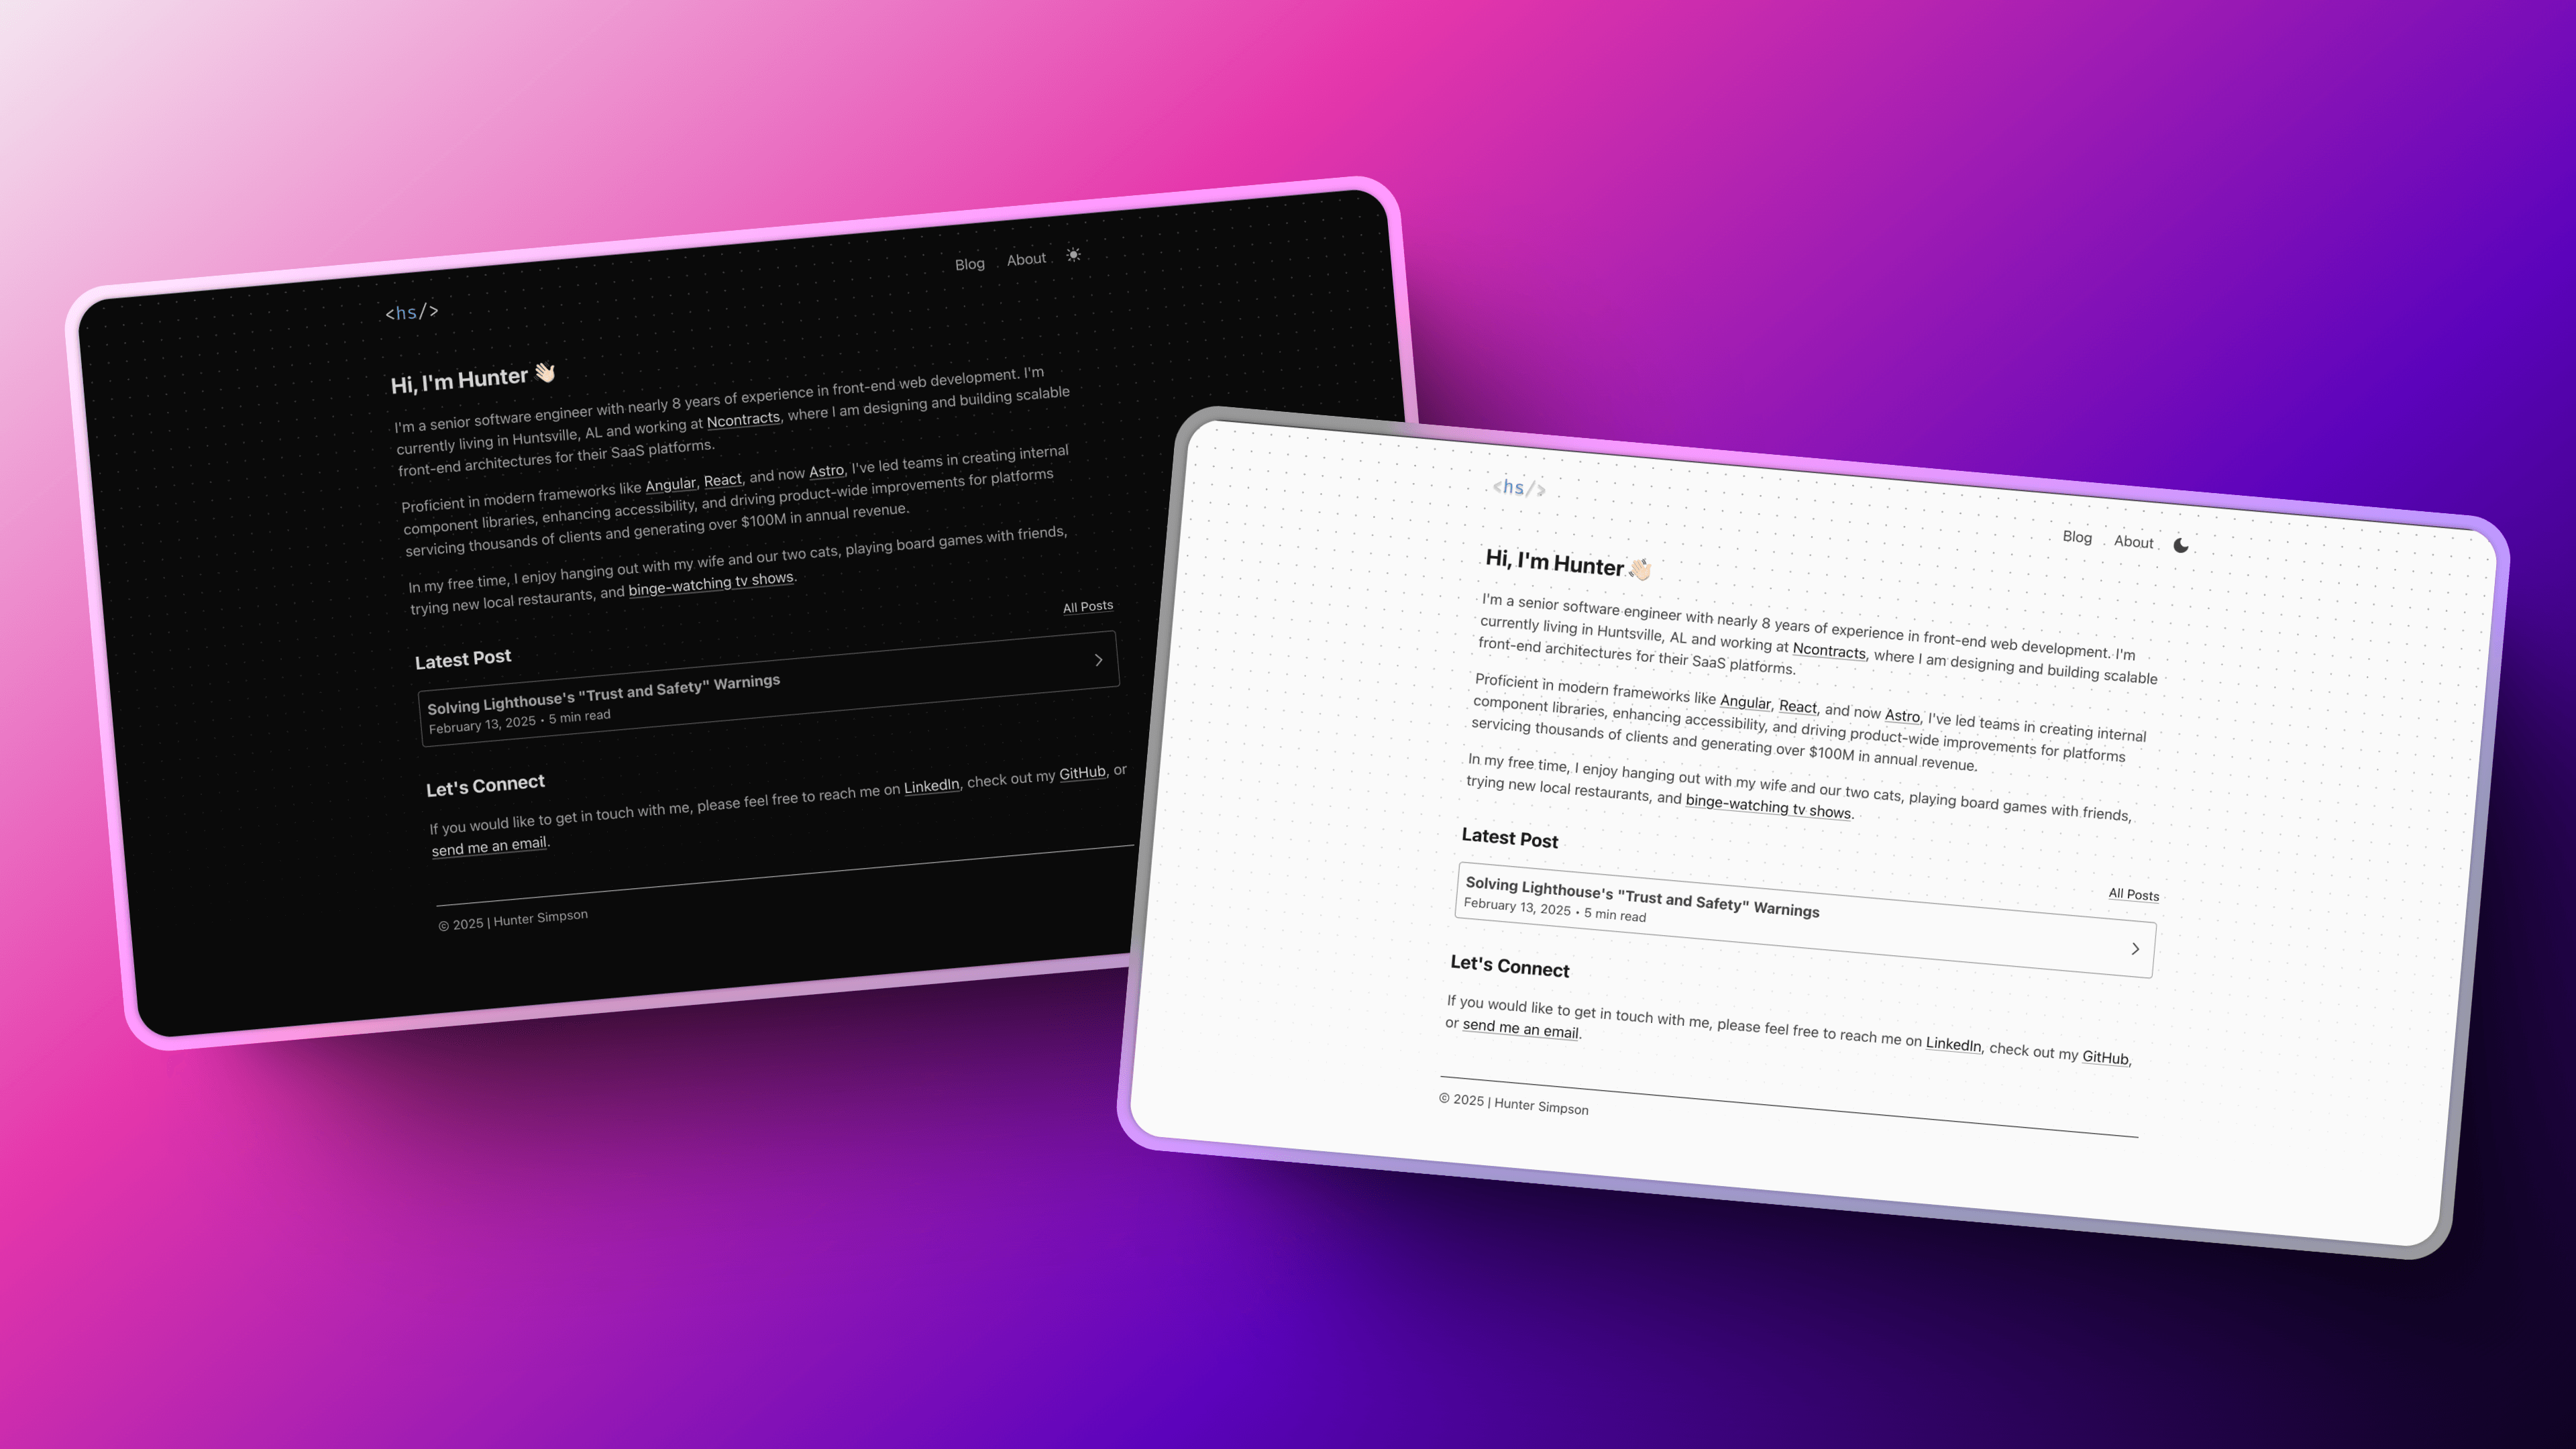 <hs/>
Blog About
Hi, I'm Hunter 👋🏻
I'm a senior software engineer with nearly 8 years of experience in front-end web development. I'm
currently living in Huntsville, AL and working at Ncontracts, where I am designing and building scalable
front-end architectures for their SaaS platforms.
Proficient in modern frameworks like Angular, React, and now Astro, I've led teams in creating internal
component libraries, enhancing accessibility, and driving product-wide improvements for platforms
servicing thousands of clients and generating over $100M in annual revenue.
In my free time, I enjoy hanging out with my wife and our two cats, playing board games with friends,
trying new local restaurants, and binge-watching tv shows.
Latest Post
All Posts
Solving Lighthouse's "Trust and Safety" Warnings
February 13, 2025 • 5 min read
Let's Connect
If you would like to get in touch with me, please feel free to reach me on LinkedIn, check out my GitHub, or
send me an email.
© 2025 | Hunter Simpson
<hs/>
Blog About
Hi, I'm Hunter 👋🏻
I'm a senior software engineer with nearly 8 years of experience in front-end web development. I'm
currently living in Huntsville, AL and working at Ncontracts, where I am designing and building scalable
front-end architectures for their SaaS platforms.
Proficient in modern frameworks like Angular, React, and now Astro, I've led teams in creating internal
component libraries, enhancing accessibility, and driving product-wide improvements for platforms
servicing thousands of clients and generating over $100M in annual revenue.
In my free time, I enjoy hanging out with my wife and our two cats, playing board games with friends,
trying new local restaurants, and binge-watching tv shows.
Latest Post
All Posts
Solving Lighthouse's "Trust and Safety" Warnings
February 13, 2025 • 5 min read
Let's Connect
If you would like to get in touch with me, please feel free to reach me on LinkedIn, check out my GitHub,
or send me an email.
© 2025 | Hunter Simpson